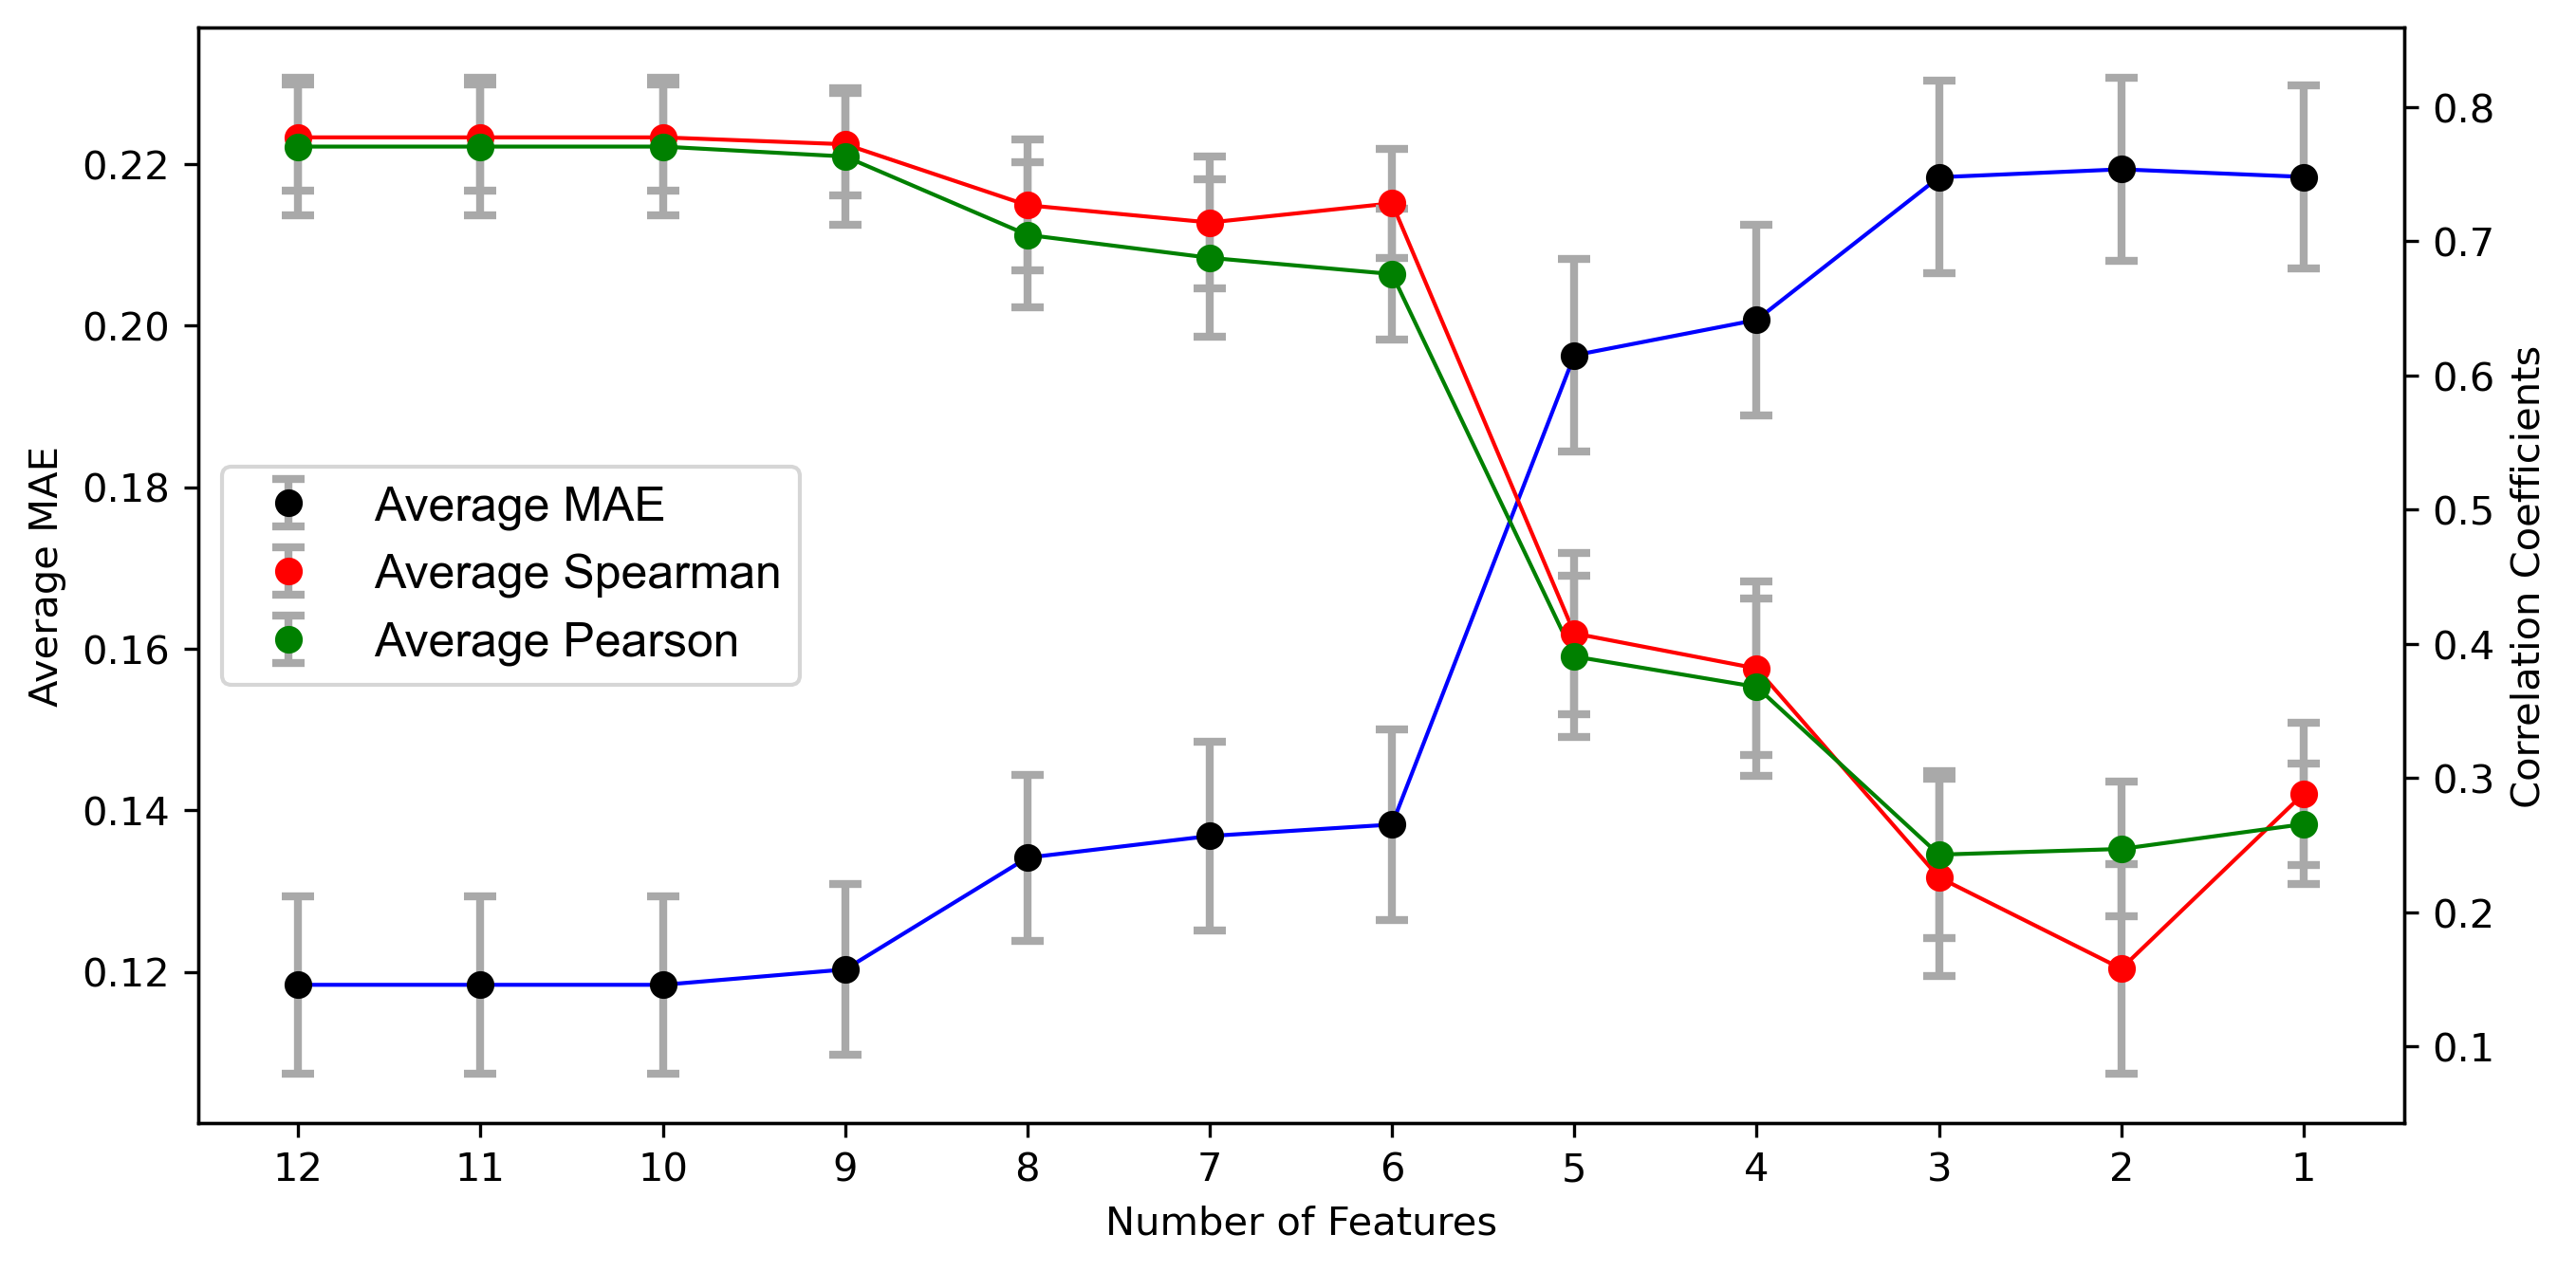 0.22
0.20
0.18
0.16
0.14
0.12
Average MAE
Average MAE
Average Spearman
Average Pearson
0.8
0.7
0.6
0.5
0.4
0.3
0.2
0.1
Correlation Coefficients
12 11 10 9 8 7 6 5 4 3 2 1
Number of Features